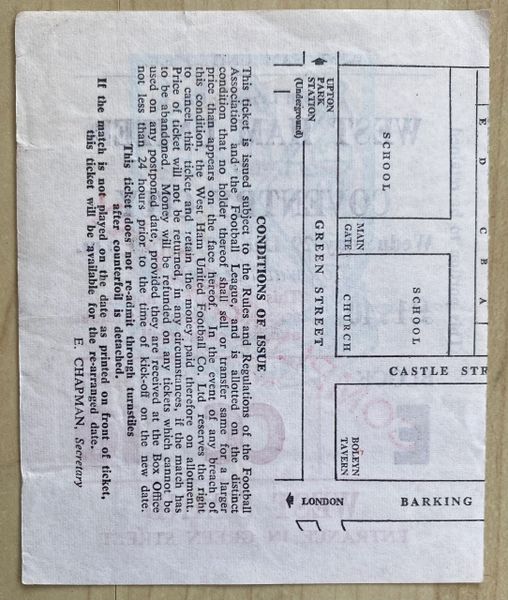 E D C B A
SCHOOL
SCHOOL
MAIN
GATE
CHURCH
CASTLE STR
UPTON
PARK
STATION
(Underground)
GREEN STREET
BOLEYN
TAVERN
LONDON
BARKING
CONDITIONS OF ISSUE
This ticket is issued subject to the Rules and Regulations of the Football
Association and the Football League, and is allotted on the distinct
condition that no holder thereof shall sell or transfer same for a larger
price than appears on the face hereof. In the event of any breach of
this condition, the West Ham United Football Co. Ltd reserves the right
to cancel this ticket and retain the money paid therefore on allotment.
Price of ticket will not be returned, in any circumstances, if the match has
to be abandoned. Money will be refunded on any tickets which cannot be
used on any postponed date, provided they are received at the Box Office
not less than 24 hours prior to the time of kick-off on the new date.
This ticket does not re-admit through turnstiles
after counterfoil is detached.
If the match is not played on the date as printed on front of ticket,
this ticket will be available for the re-arranged date.
E. CHAPMAN, Secretary
WEST HAM
COVENT
ENTRANCE IN GREEN STREET